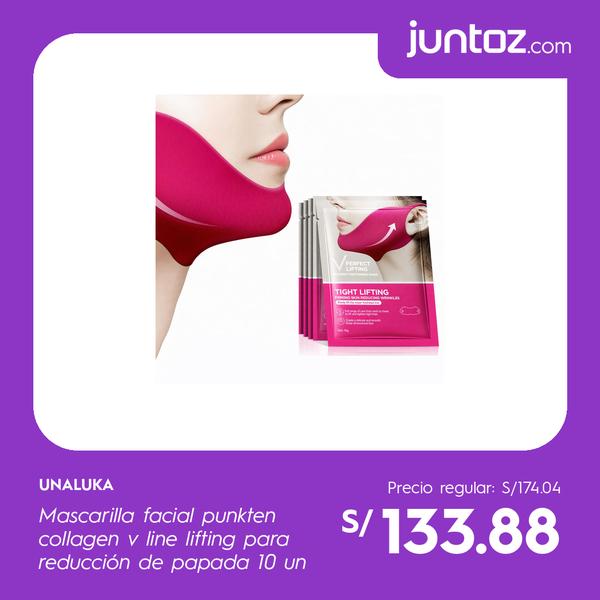 juntoz.com
PERFECT
LIFTING
TIGHT LIFTING
FIRMING SKIN, REDUCING WRINKLES
UNALUKA
Mascarilla facial punkten
collagen v line lifting para
reducción de papada 10 un
Precio regular: S/174.04
S/133.88